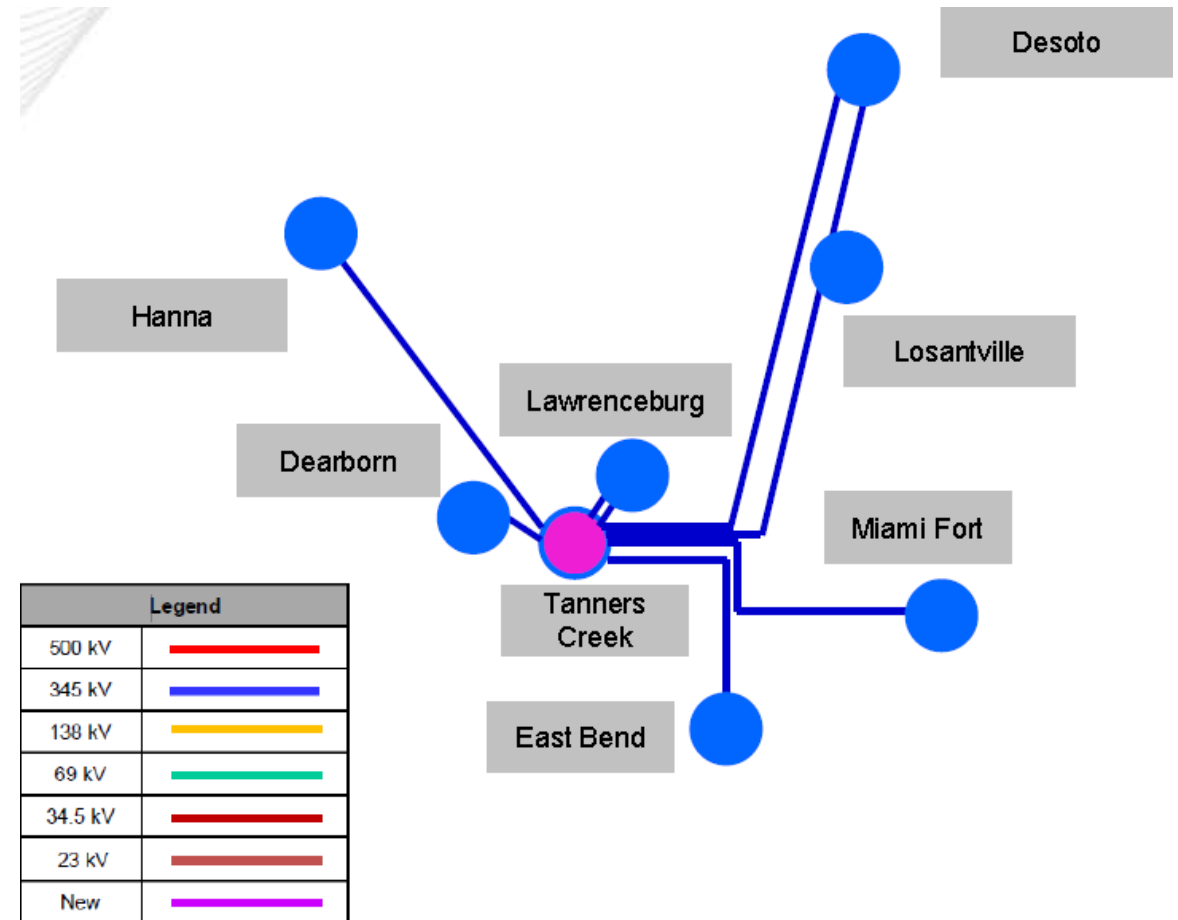 Desoto
Hanna
Losantville
Lawrenceburg
Dearborn
Miami Fort
Tanners
Creek
East Bend
Legend
500 kV
345 kV
138 kV
69 kV
34.5 kV
23 kV
New